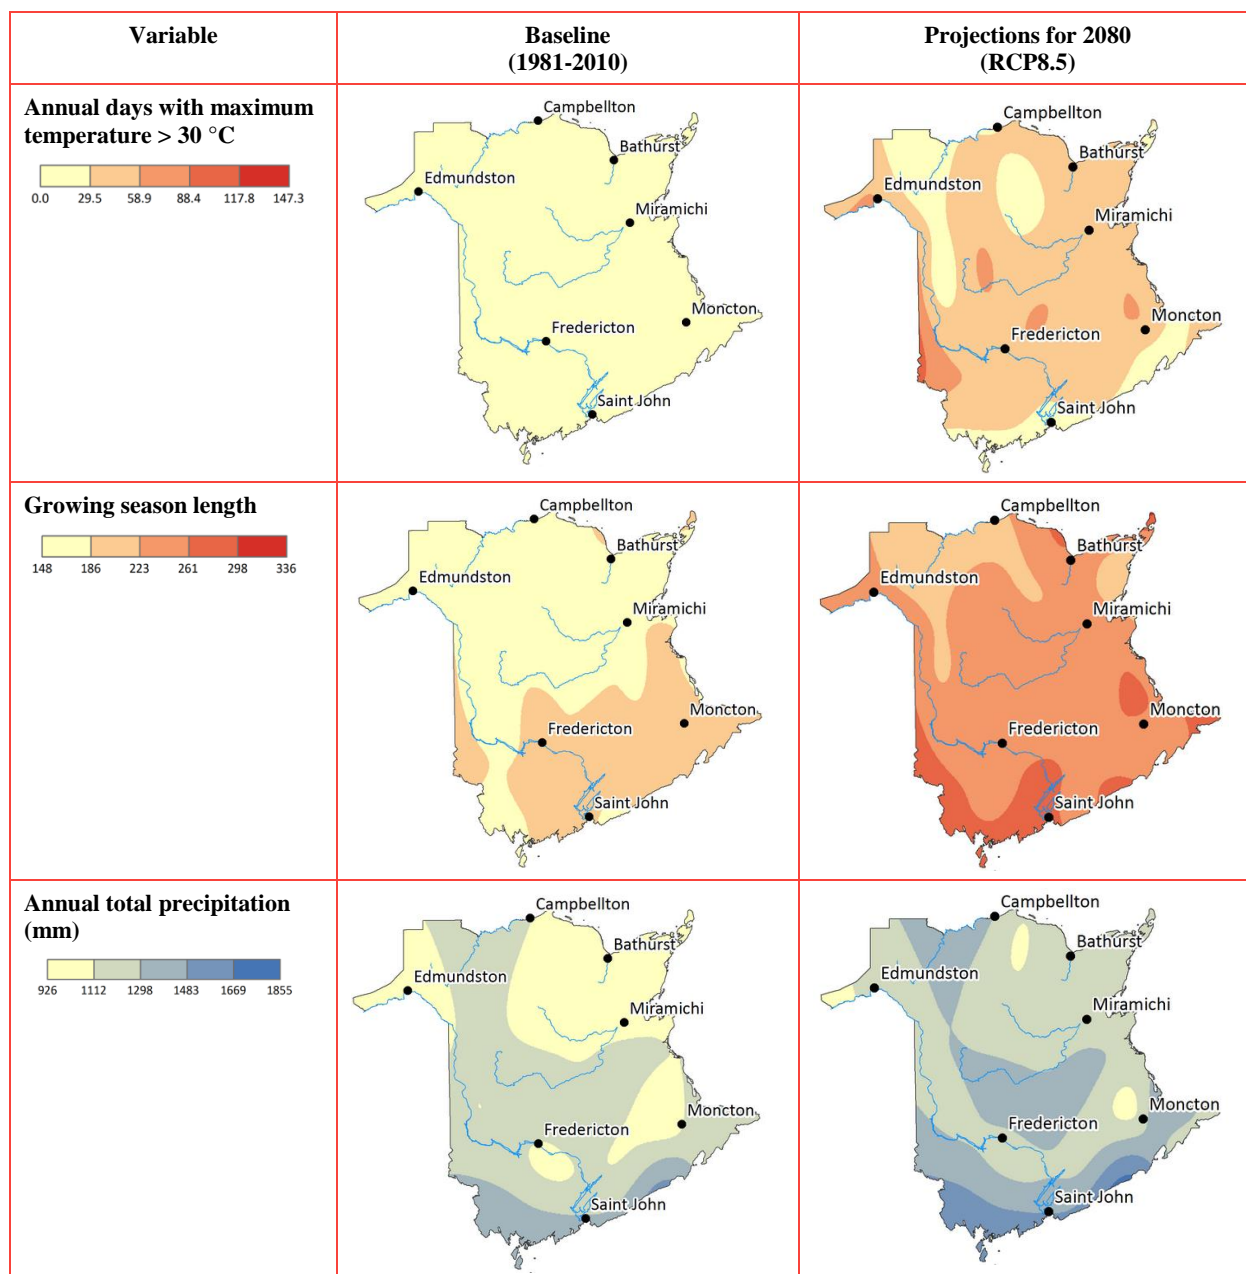 Variable
Baseline
(1981-2010)
Projections for 2080
(RCP8.5)
Annual days with maximum
temperature > 30 °C
0.0 29.5 58.9 88.4 117.8 147.3
Campbellton
Bathurst
Edmundston
Miramichi
Moncton
Fredericton
Saint John
Campbellton
Bathurst
Edmundston
Miramichi
Moncton
Fredericton
Saint John
Growing season length
148 186 223 261 298 336
Campbellton
Bathurst
Edmundston
Miramichi
Moncton
Fredericton
Saint John
Campbellton
Bathurst
Edmundston
Miramichi
Moncton
Fredericton
Saint John
Annual total precipitation
(mm)
926 1112 1298 1483 1669 1855
Campbellton
Bathurst
Edmundston
Miramichi
Moncton
Fredericton
Saint John
Campbellton
Bathurst
Edmundston
Miramichi
Moncton
Fredericton
Saint John